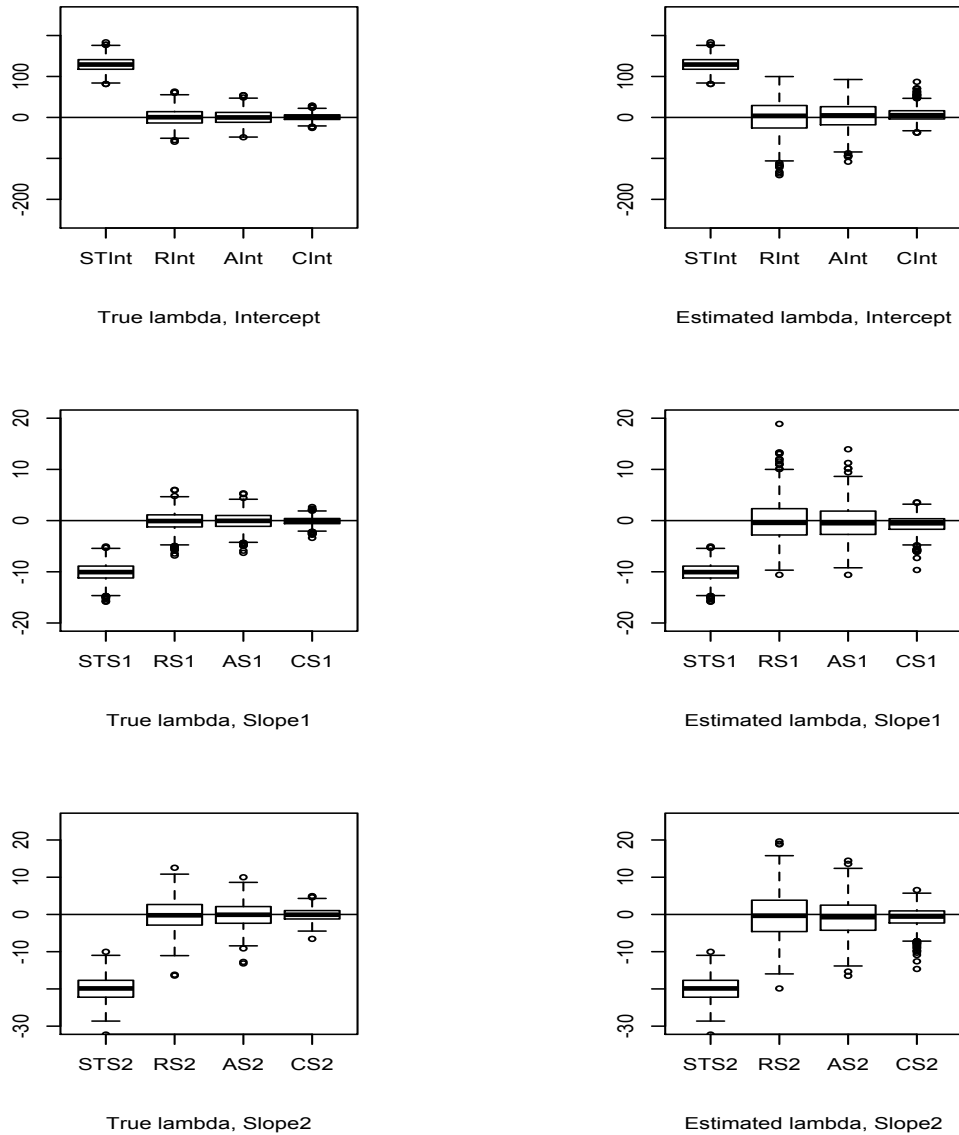 100
0
-200
STInt RInt AInt CInt
True lambda, Intercept
100
0
-200
STInt RInt AInt CInt
Estimated lambda, Intercept
20
10
0
-10
-20
STS1 RS1 AS1 CS1
True lambda, Slope1
20
10
0
-10
-20
STS1 RS1 AS1 CS1
Estimated lambda, Slope1
20
10
0
-10
-30
STS2 RS2 AS2 CS2
True lambda, Slope2
20
10
0
-10
-30
STS2 RS2 AS2 CS2
Estimated lambda, Slope2